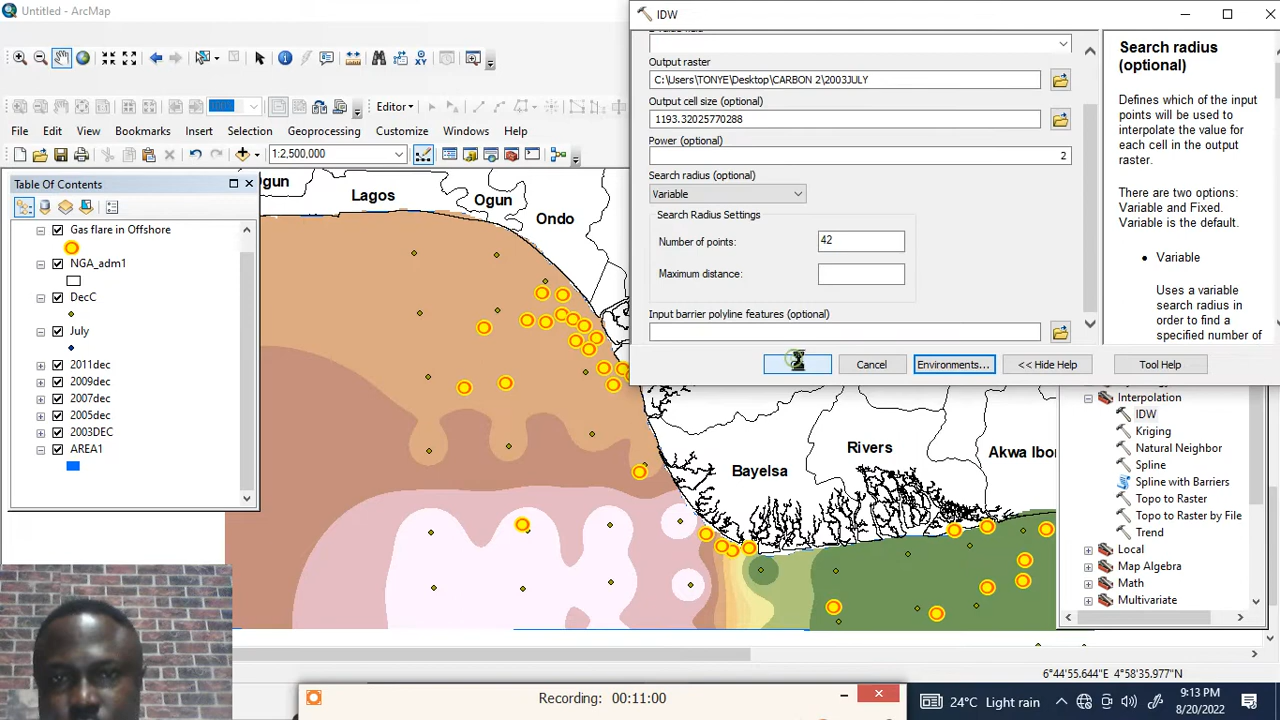 Untitled - ArcMap
Editor
File Edit View Bookmarks Insert Selection Geoprocessing Customize Windows Help
1:2,500,000
Table Of Contents
Gas flare in Offshore
NGA_adm1
DecC
July
2011dec
2009dec
2007dec
2005dec
2003DEC
AREA1
Ogun
Lagos
Ogun
Ondo
Bayelsa
Rivers
Akwa Ibor
IDW
Output raster
C:\Users\TONYE\Desktop\CARBON 2\2003JULY
Output cell size (optional)
1193.32025770288
Power (optional)
2
Search radius (optional)
Variable
Search Radius Settings
Number of points:
42
Maximum distance:
Input barrier polyline features (optional)
Cancel
Environments...
<< Hide Help
Tool Help
Search radius
(optional)
Defines which of the input
points will be used to
interpolate the value for
each cell in the output
raster.
There are two options:
Variable and Fixed.
Variable is the default.
• Variable
Uses a variable
search radius in
order to find a
specified number of
Interpolation
IDW
Kriging
Natural Neighbor
Spline
Spline with Barriers
Topo to Raster
Topo to Raster by File
Trend
Local
Map Algebra
Math
Multivariate
6°44'55.644"E 4°58'35.977"N
Recording: 00:11:00
24°C Light rain
9:13 PM
8/20/2022